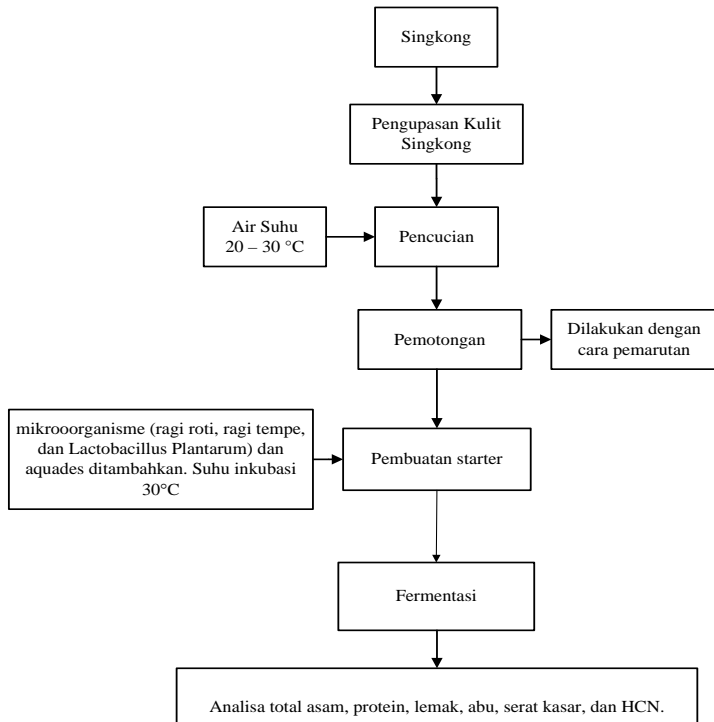 Singkong
Pengupasan Kulit
Singkong
Air Suhu
20 – 30 °C
Pencucian
Pemotongan
Dilakukan dengan
cara pemarutan
mikrooorganisme (ragi roti, ragi tempe,
dan Lactobacillus Plantarum) dan
aquades ditambahkan. Suhu inkubasi
30°C
Pembuatan starter
Fermentasi
Analisa total asam, protein, lemak, abu, serat kasar, dan HCN.